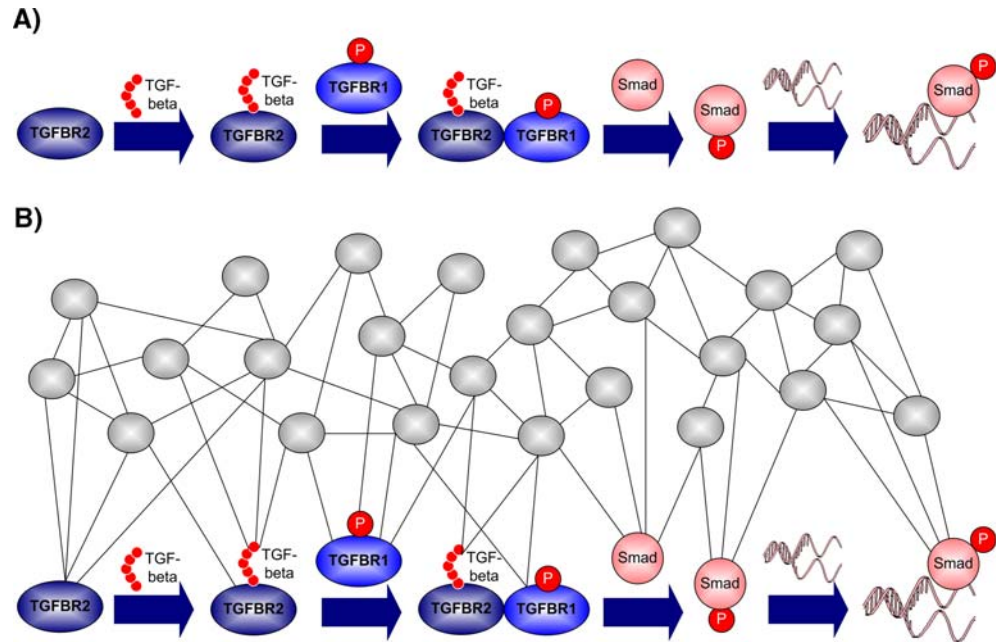 A)
P
TGF-
beta
TGF-
beta
TGFBR1
TGF-
beta
Smad
Smad
P
Smad
P
TGFBR2
TGFBR2
TGFBR2
P
TGFBR1
P
B)
P
TGF-
beta
TGF-
beta
TGFBR1
TGF-
beta
Smad
Smad
P
Smad
P
TGFBR2
TGFBR2
TGFBR2
P
TGFBR1
P